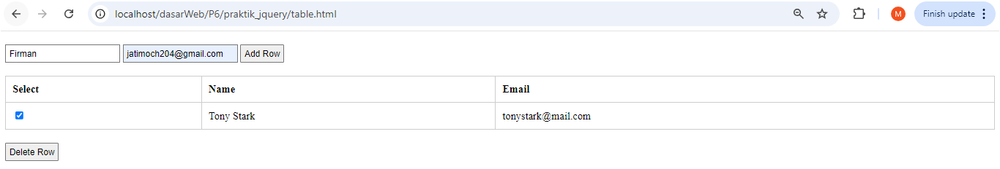 localhost/dasarWeb/P6/praktik_jquery/table.html M Finish update
Firman jatimoch204@gmail.com Add Row
Select Name Email
Tony Stark tonystark@mail.com
Delete Row